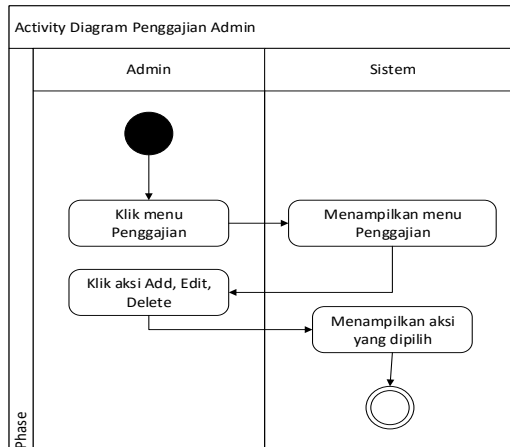 Activity Diagram Penggajian Admin
Admin
Sistem
Klik menu
Penggajian
Menampilkan menu
Penggajian
Klik aksi Add, Edit,
Delete
Menampilkan aksi
yang dipilih
Phase